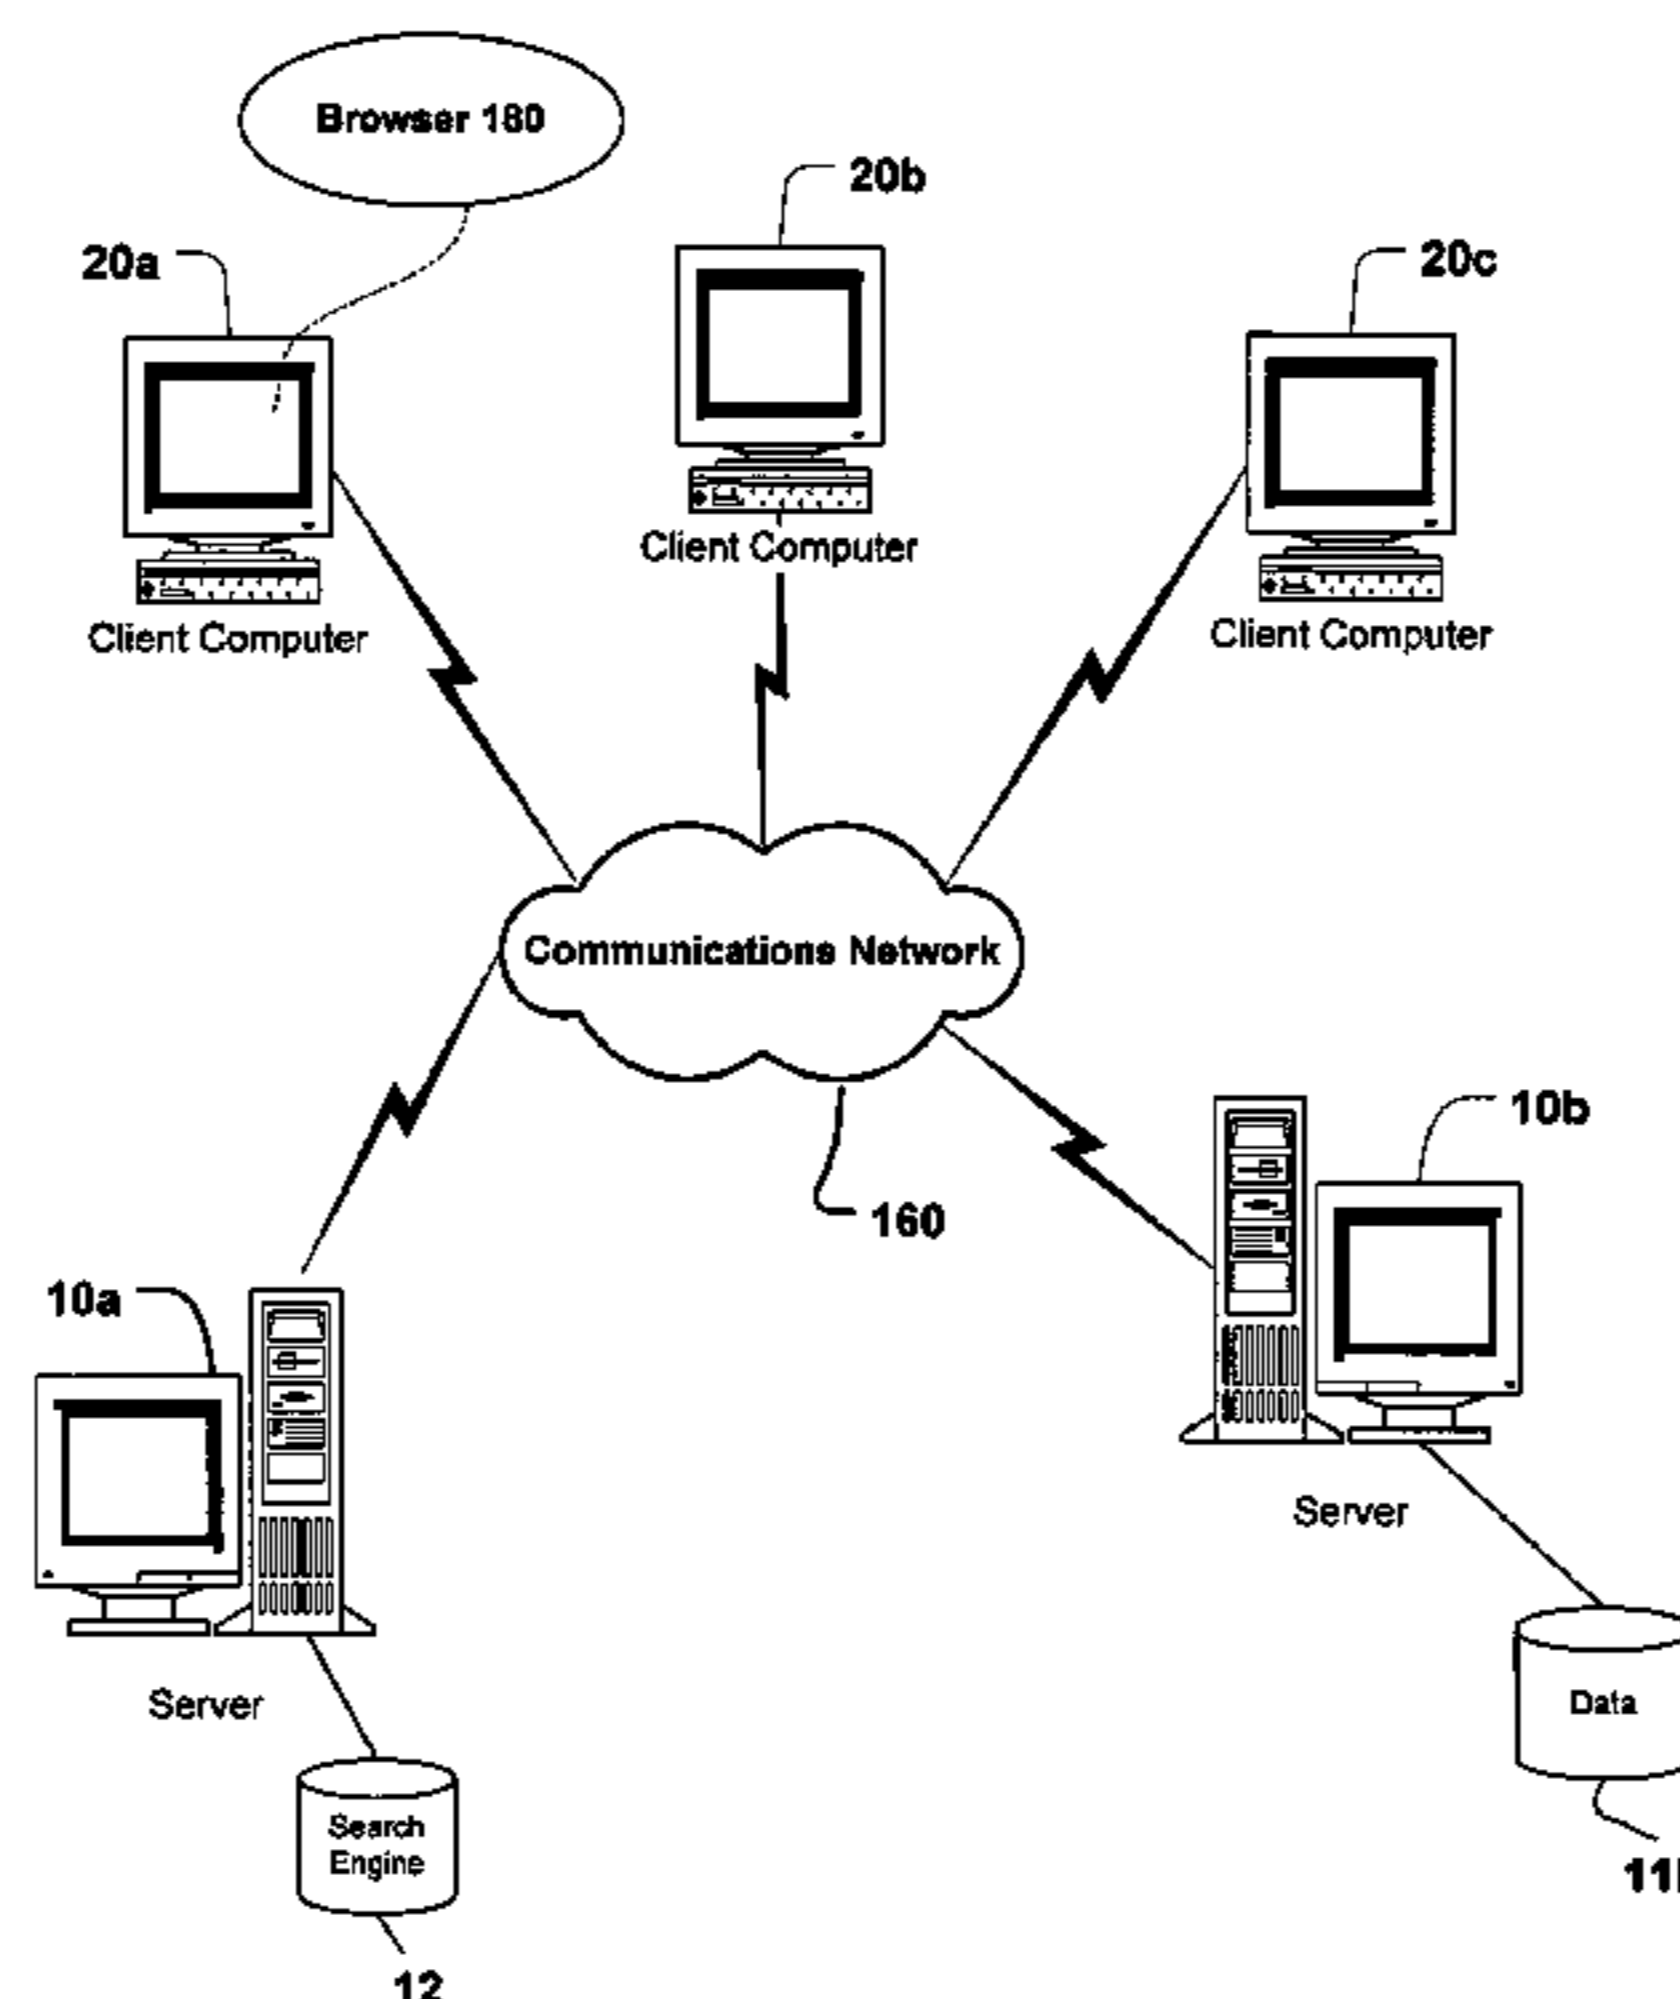 Browser 180
20b
20a
20c
Client Computer
Client Computer
Client Computer
Communications Network
10b
160
10a
Server
Server
Data
Search
Engine
12